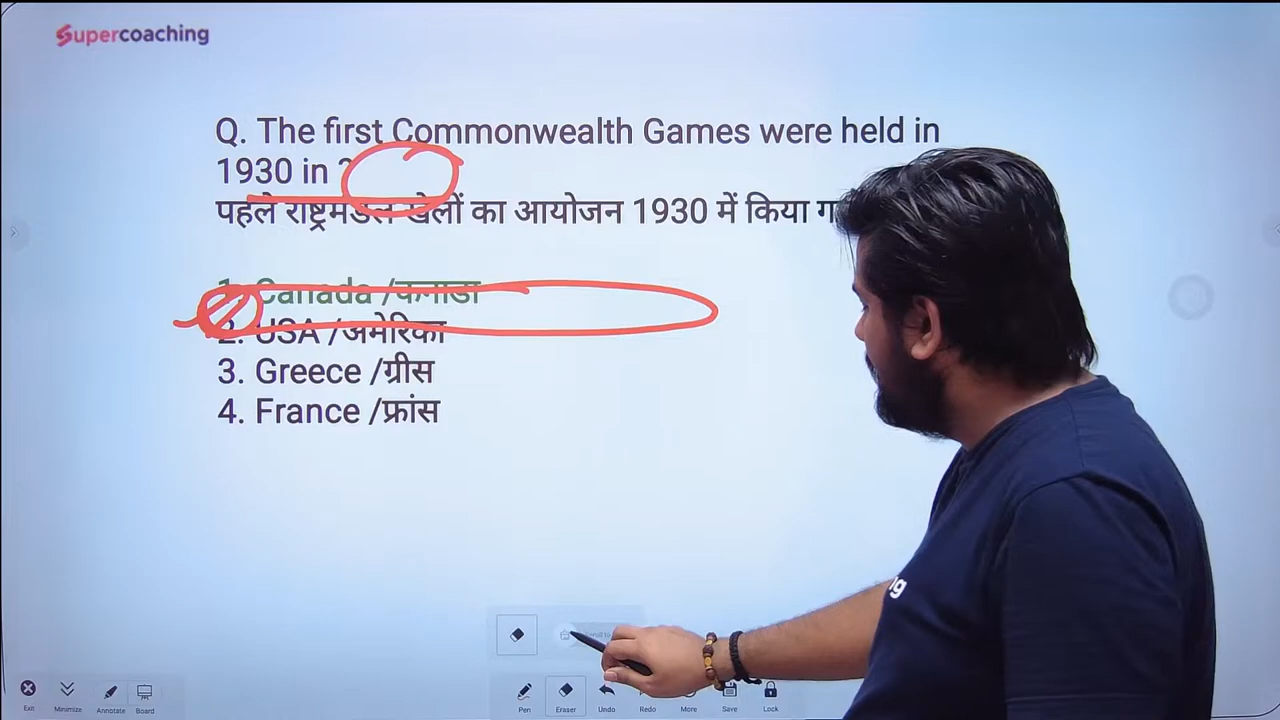 Supercoaching
Q. The first Commonwealth Games were held in
1930 in ?
पहले राष्ट्रमंडल खेलों का आयोजन 1930 में किया
1. Canada /कनाडा
2. USA /अमेरिका
3. Greece /ग्रीस
4. France /फ्रांस
Exit
Minimize
Annotate
Board
Pen
Eraser
Undo
Redo
More
Save
Lock